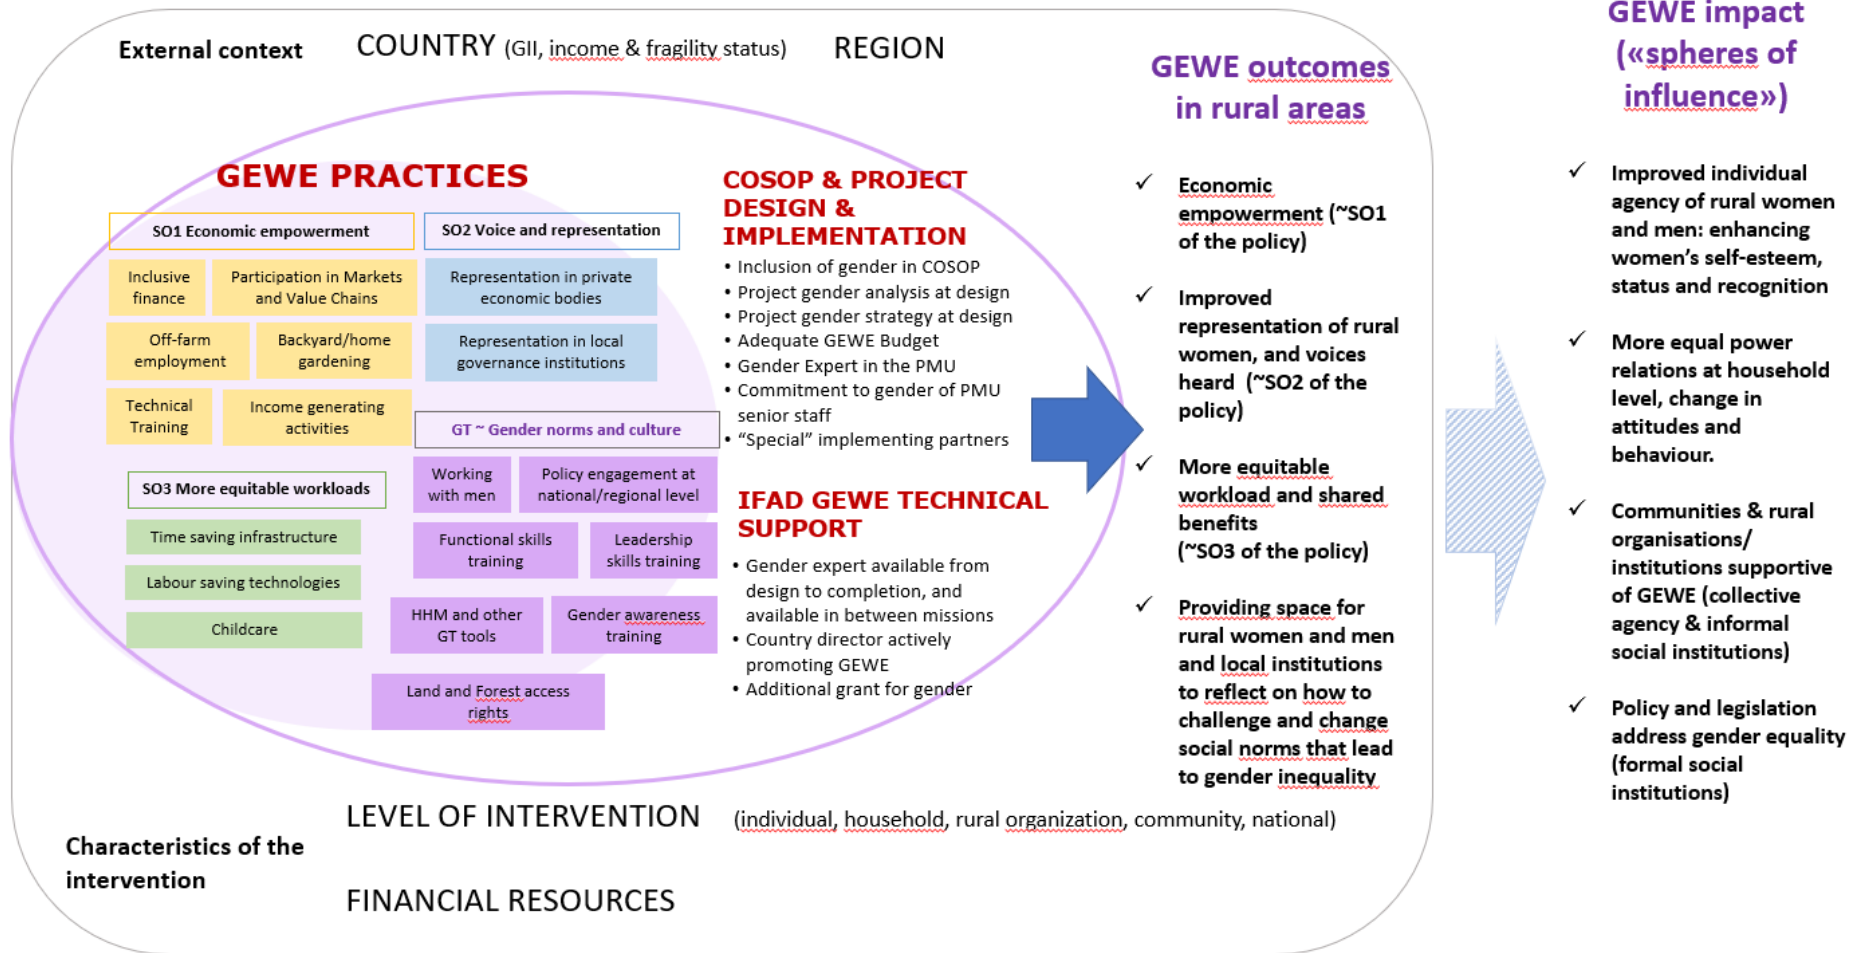 External context
COUNTRY (GII, income & fragility status)
REGION
GEWE PRACTICES
SO1 Economic empowerment
Inclusive
finance
Participation in Markets
and Value Chains
Off-farm
employment
Backyard/home
gardening
Technical
Training
Income generating
activities
SO2 Voice and representation
Representation in private
economic bodies
Representation in local
governance institutions
SO3 More equitable workloads
Time saving infrastructure
Labour saving technologies
Childcare
GT ~ Gender norms and culture
Working
with men
Policy engagement at
national/regional level
Functional skills
training
Leadership
skills training
HHM and other
GT tools
Gender awareness
training
Land and Forest access
rights
COSOP & PROJECT
DESIGN &
IMPLEMENTATION
• Inclusion of gender in COSOP
• Project gender analysis at design
• Project gender strategy at design
• Adequate GEWE Budget
• Gender Expert in the PMU
• Commitment to gender of PMU
senior staff
• “Special” implementing partners
IFAD GEWE TECHNICAL
SUPPORT
• Gender expert available from
design to completion, and
available in between missions
• Country director actively
promoting GEWE
• Additional grant for gender
GEWE outcomes
in rural areas
✓ Economic
empowerment (~SO1
of the policy)
✓ Improved
representation of rural
women, and voices
heard (~SO2 of the
policy)
✓ More equitable
workload and shared
benefits
(~SO3 of the policy)
✓ Providing space for
rural women and men
and local institutions
to reflect on how to
challenge and change
social norms that lead
to gender inequality
GEWE impact
(«spheres of
influence»)
✓ Improved individual
agency of rural women
and men: enhancing
women’s self-esteem,
status and recognition
✓ More equal power
relations at household
level, change in
attitudes and
behaviour.
✓ Communities & rural
organisations/
institutions supportive
of GEWE (collective
agency & informal
social institutions)
✓ Policy and legislation
address gender equality
(formal social
institutions)
LEVEL OF INTERVENTION (individual, household, rural organization, community, national)
Characteristics of the
intervention
FINANCIAL RESOURCES